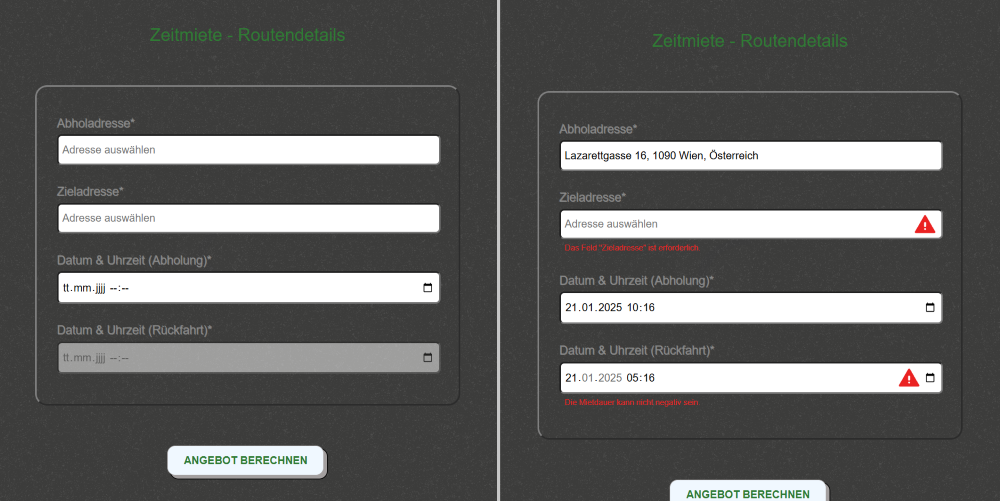 Zeitmiete - Routendetails
Abholadresse*
Adresse auswählen
Zieladresse*
Adresse auswählen
Datum & Uhrzeit (Abholung)*
tt.mm.jjjj --:--
Datum & Uhrzeit (Rückfahrt)*
tt.mm.jjjj --:--
ANGEBOT BERECHNEN
Zeitmiete - Routendetails
Abholadresse*
Lazarettgasse 16, 1090 Wien, Österreich
Zieladresse*
Adresse auswählen
Das Feld "Zieladresse" ist erforderlich
Datum & Uhrzeit (Abholung)*
21.01.2025 10:16
Datum & Uhrzeit (Rückfahrt)*
21.01.2025 05:16
Die Mietdauer kann nicht negativ sein
ANGEBOT BERECHNEN